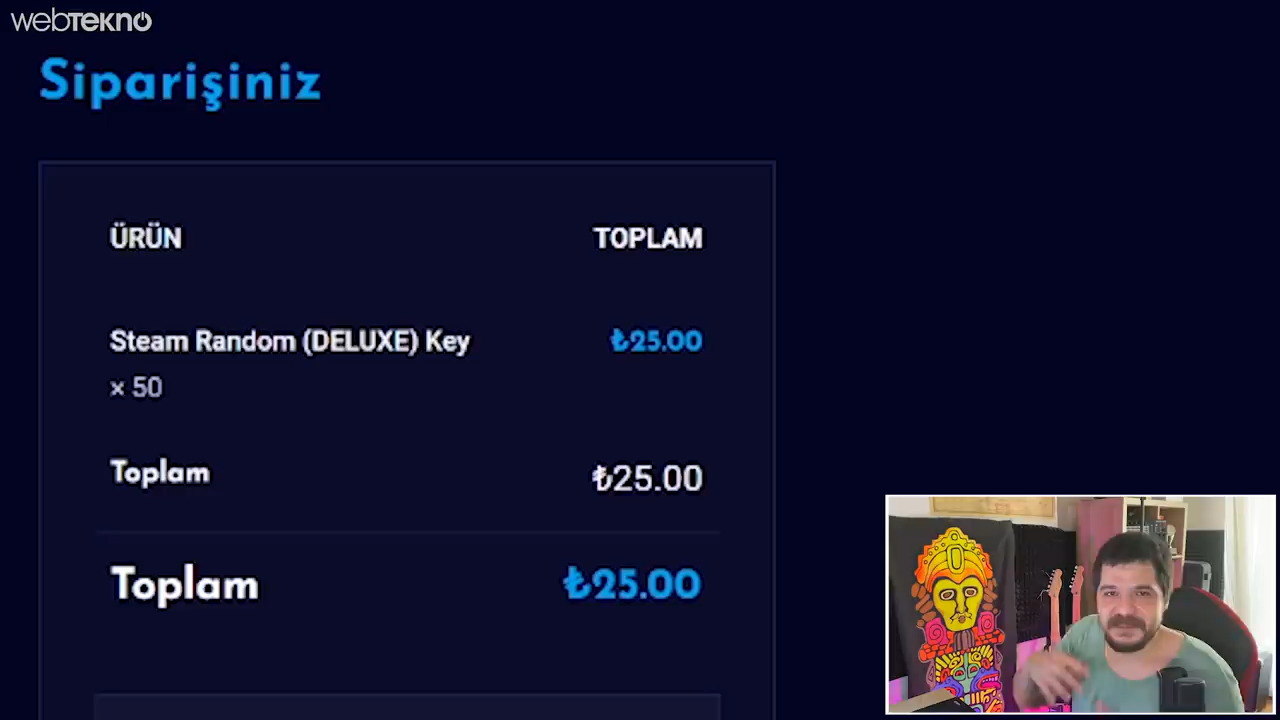 webTEKNO
Siparişiniz
ÜRÜN TOPLAM
Steam Random (DELUXE) Key ₺25.00
× 50
Toplam ₺25.00
Toplam ₺25.00